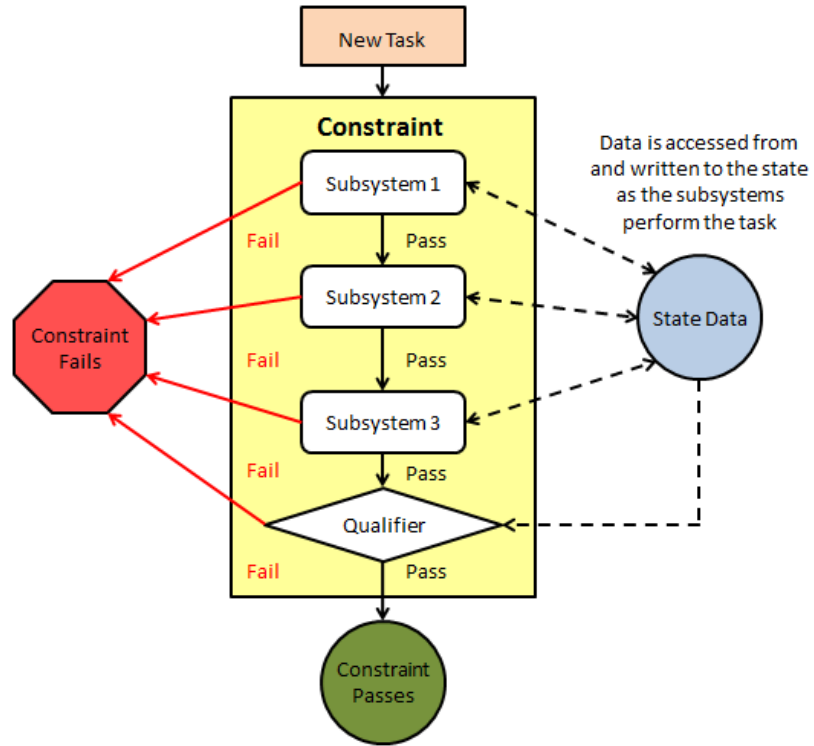 New Task
Constraint
Subsystem 1
Data is accessed from
and written to the state
as the subsystems
perform the task
Fail
Pass
Subsystem 2
State Data
Constraint
Fails
Fail
Pass
Subsystem 3
Fail
Pass
Qualifier
Fail
Pass
Constraint
Passes